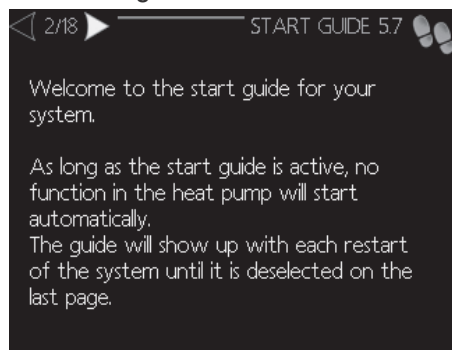 2/18 START GUIDE 5.7
Welcome to the start guide for your
system.
As long as the start guide is active, no
function in the heat pump will start
automatically.
The guide will show up with each restart
of the system until it is deselected on the
last page.